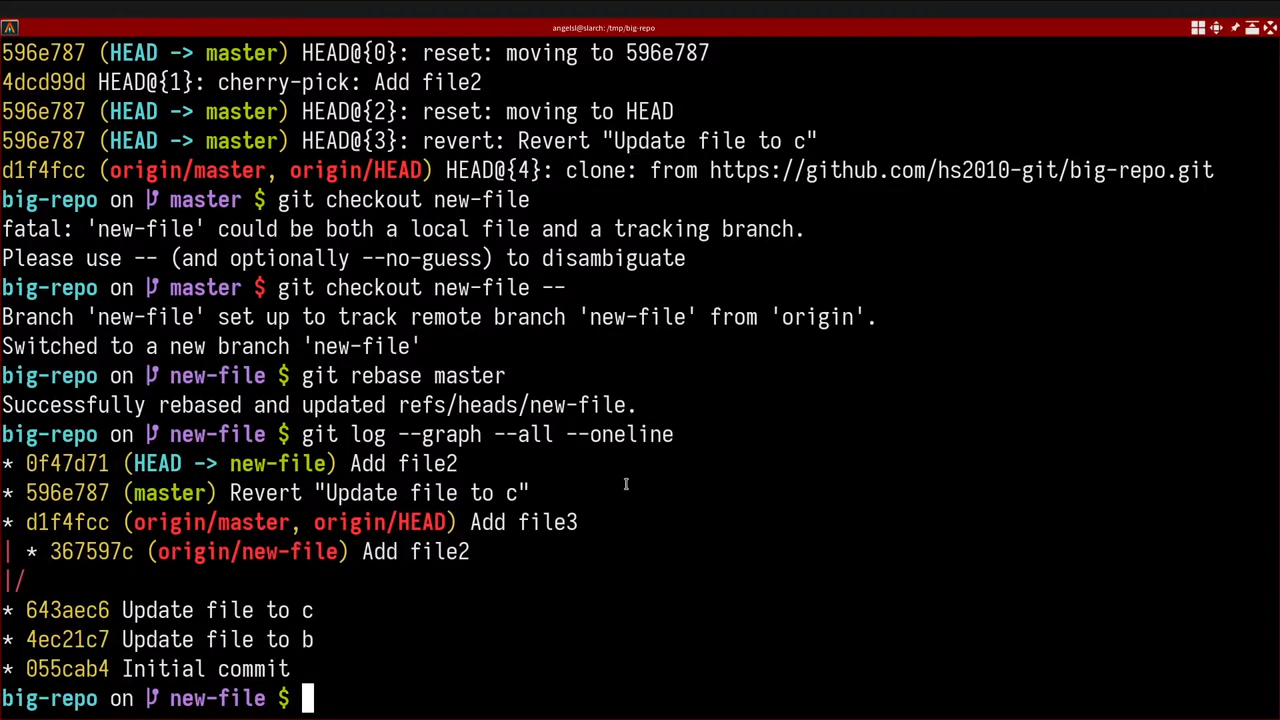 angelsl@slarch: /tmp/big-repo
596e787 (HEAD -> master) HEAD@{0}: reset: moving to 596e787
4dcd99d HEAD@{1}: cherry-pick: Add file2
596e787 (HEAD -> master) HEAD@{2}: reset: moving to HEAD
596e787 (HEAD -> master) HEAD@{3}: revert: Revert "Update file to c"
d1f4fcc (origin/master, origin/HEAD) HEAD@{4}: clone: from https://github.com/hs2010-git/big-repo.git
big-repo on master $ git checkout new-file
fatal: 'new-file' could be both a local file and a tracking branch.
Please use -- (and optionally --no-guess) to disambiguate
big-repo on master $ git checkout new-file --
Branch 'new-file' set up to track remote branch 'new-file' from 'origin'.
Switched to a new branch 'new-file'
big-repo on new-file $ git rebase master
Successfully rebased and updated refs/heads/new-file.
big-repo on new-file $ git log --graph --all --oneline
* 0f47d71 (HEAD -> new-file) Add file2
* 596e787 (master) Revert "Update file to c"
* d1f4fcc (origin/master, origin/HEAD) Add file3
| * 367597c (origin/new-file) Add file2
|/
* 643aec6 Update file to c
* 4ec21c7 Update file to b
* 055cab4 Initial commit
big-repo on new-file $